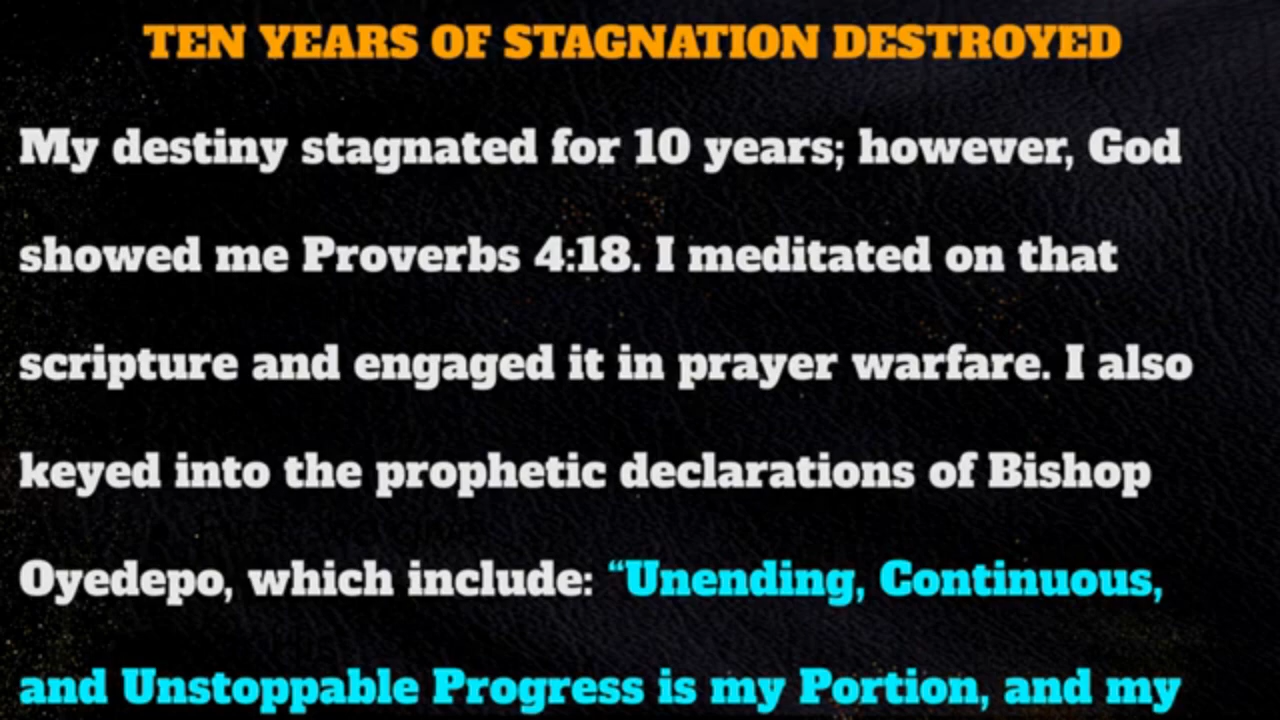 TEN YEARS OF STAGNATION DESTROYED
My destiny stagnated for 10 years; however, God
showed me Proverbs 4:18. I meditated on that
scripture and engaged it in prayer warfare. I also
keyed into the prophetic declarations of Bishop
Oyedepo, which include: “Unending, Continuous,
and Unstoppable Progress is my Portion, and my